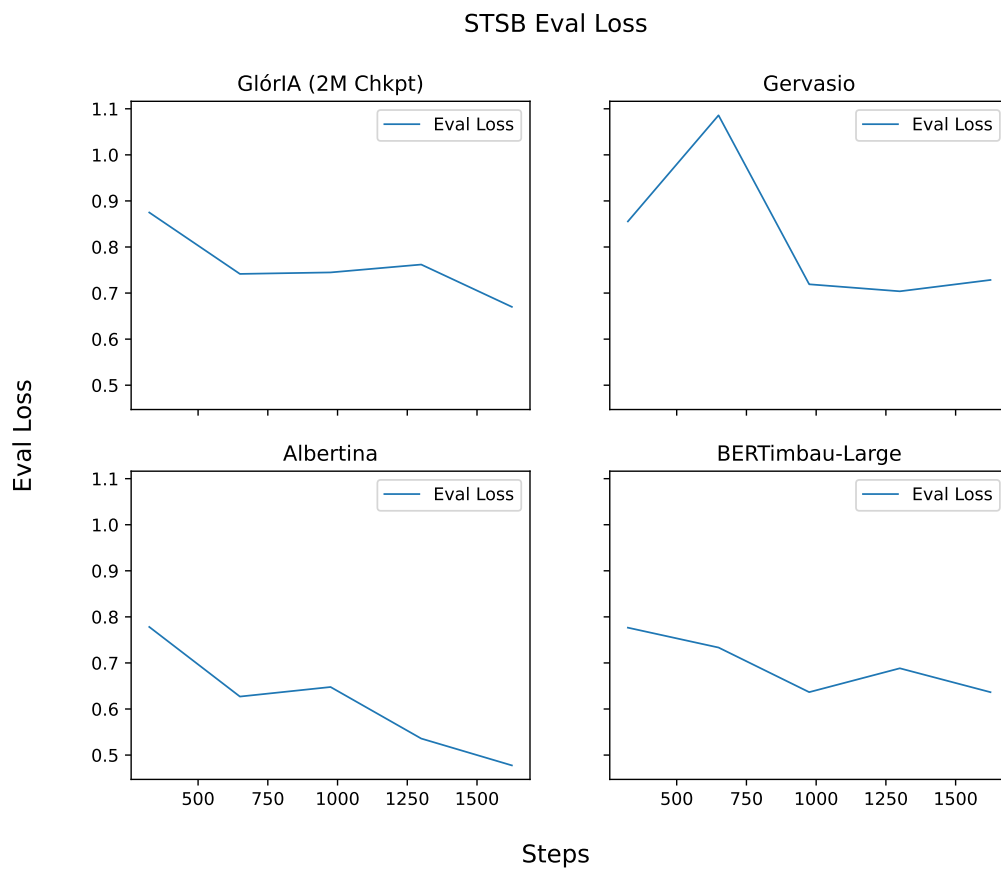 STSB Eval Loss
GlórIA (2M Chkpt)
Eval Loss
1.1
1.0
0.9
0.8
0.7
0.6
0.5
Gervasio
Eval Loss
Eval Loss
Albertina
Eval Loss
1.1
1.0
0.9
0.8
0.7
0.6
0.5
500 750 1000 1250 1500
BERTimbau-Large
Eval Loss
500 750 1000 1250 1500
Steps